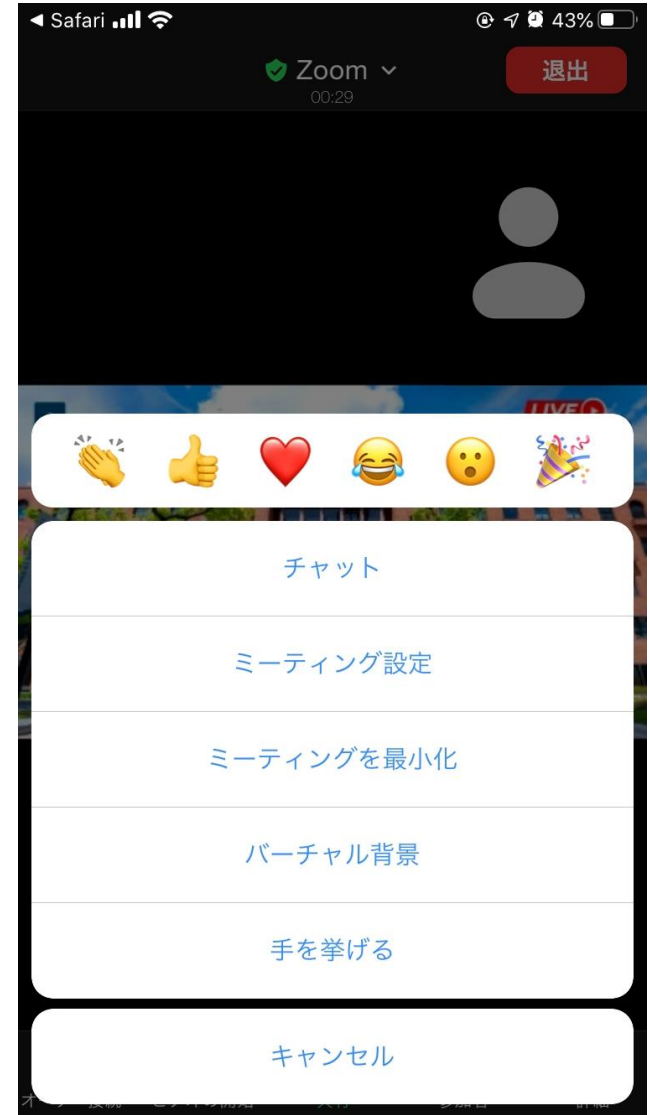 Safari 43%
Zoom
退出
00:29
LIVE
チャット
ミーティング設定
ミーティングを最小化
バーチャル背景
手を挙げる
キャンセル